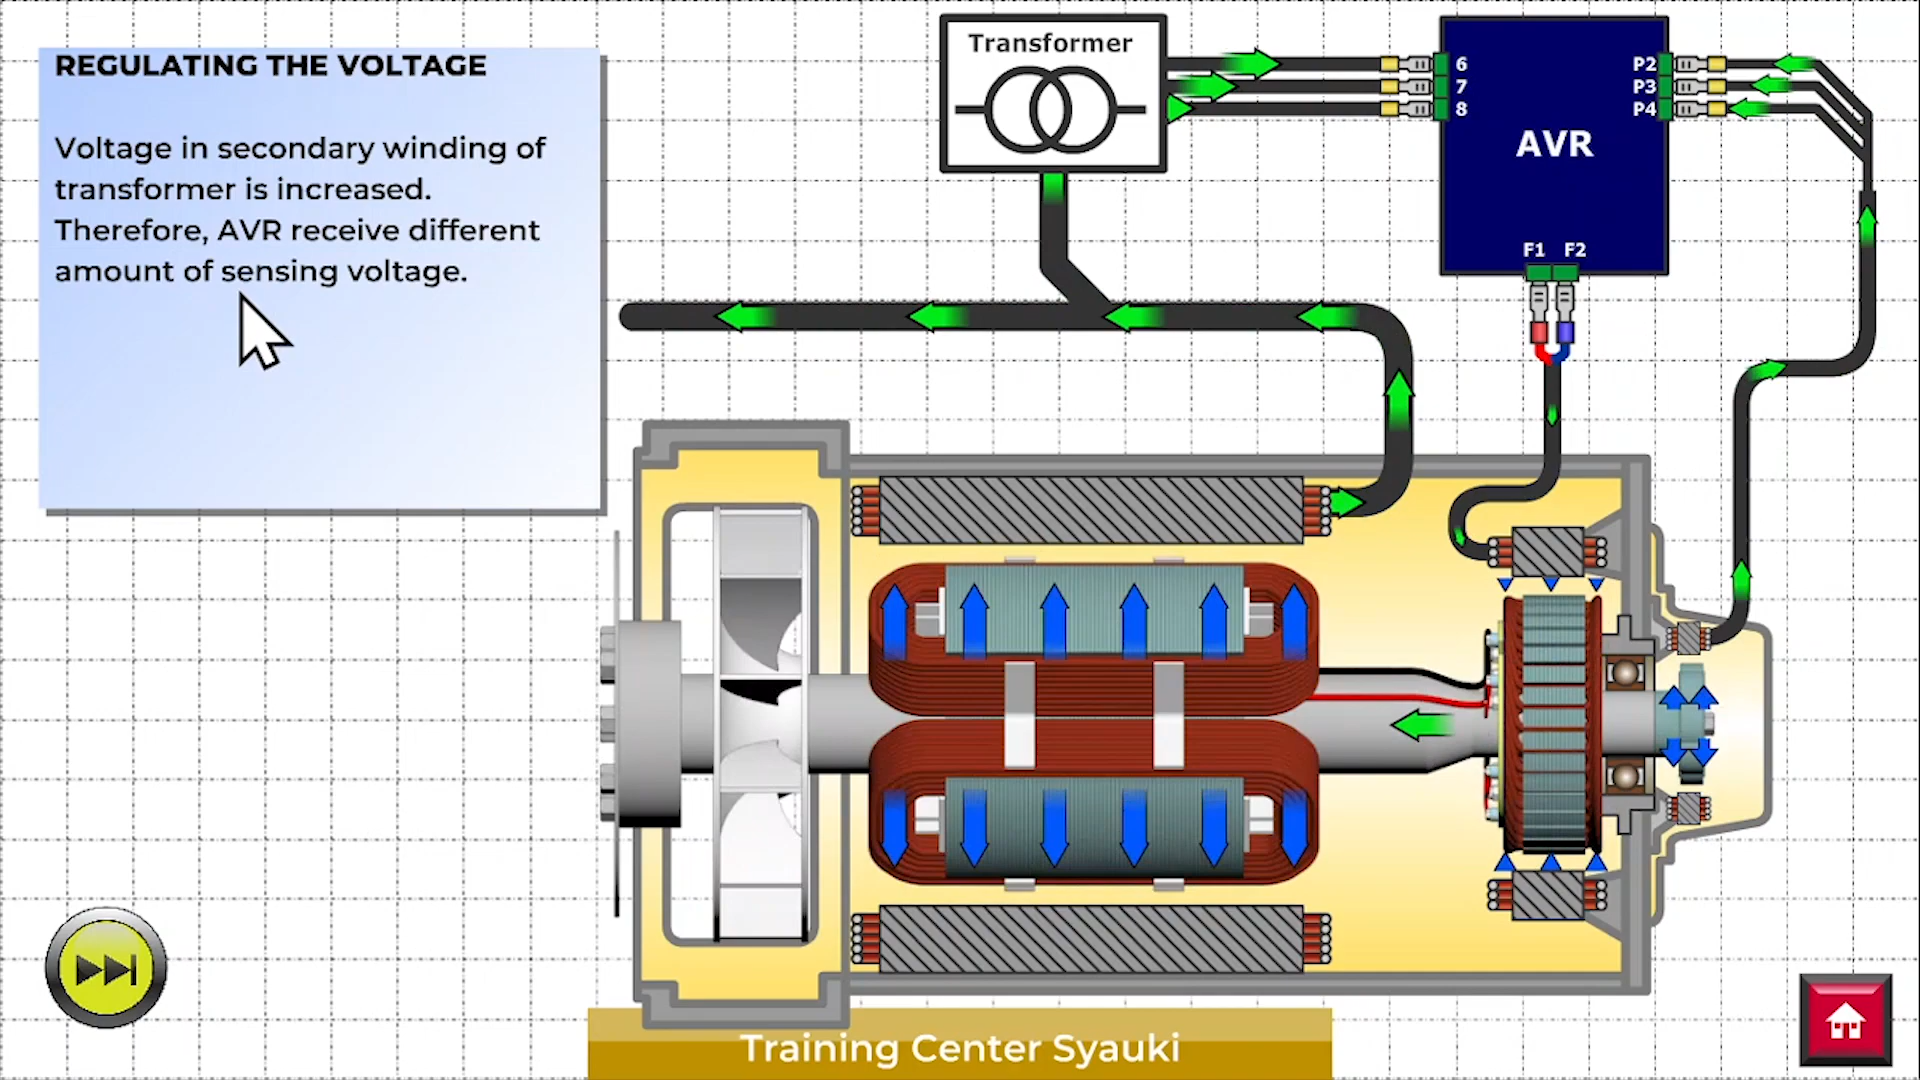 REGULATING THE VOLTAGE
Voltage in secondary winding of
transformer is increased.
Therefore, AVR receive different
amount of sensing voltage.
Transformer
6
7
8
P2
P3
P4
AVR
F1 F2
Training Center Syauki